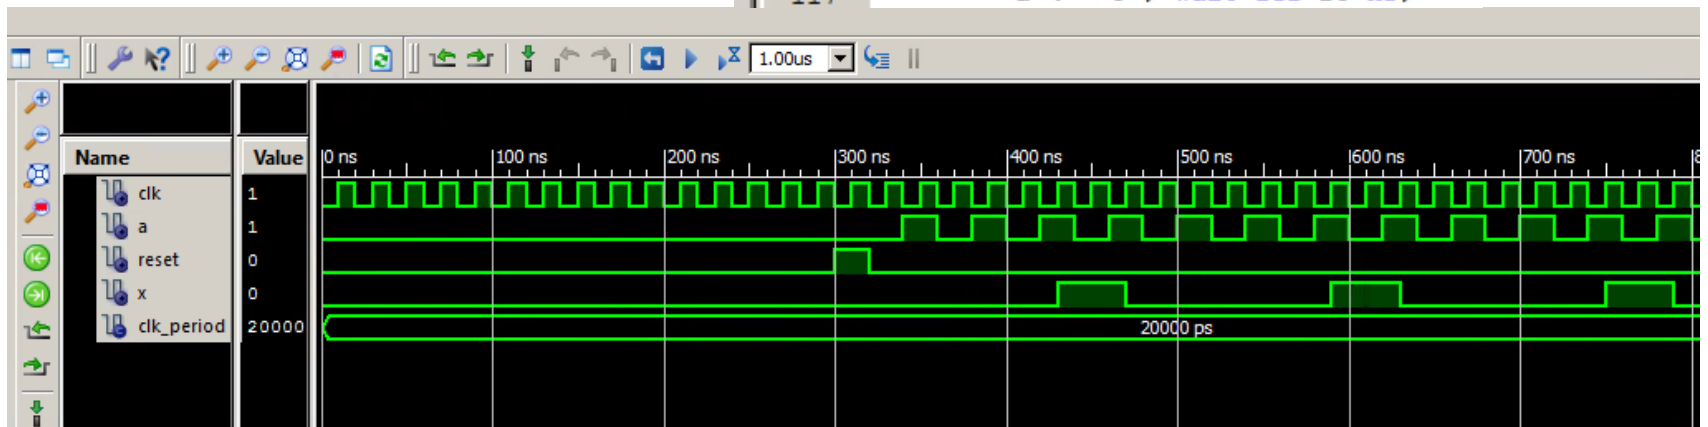 1.00us
Name Value 0 ns 100 ns 200 ns 300 ns 400 ns 500 ns 600 ns 700 ns
clk 1
a 1
reset 0
x 0
clk_period 20000 20000 ps